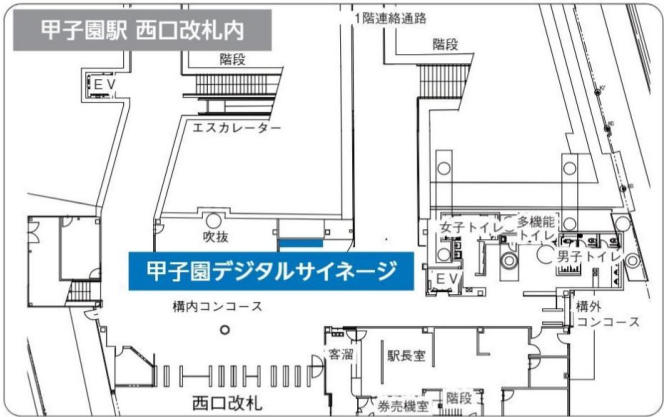 甲子園駅 西口改札内
1階連絡通路
階段
階段
EV
エスカレーター
吹抜
女子トイレ
多機能
トイレ
男子トイレ
甲子園デジタルサイネージ
EV
構内コンコース
構外
コンコース
客溜
駅長室
西口改札
券売機室
階段